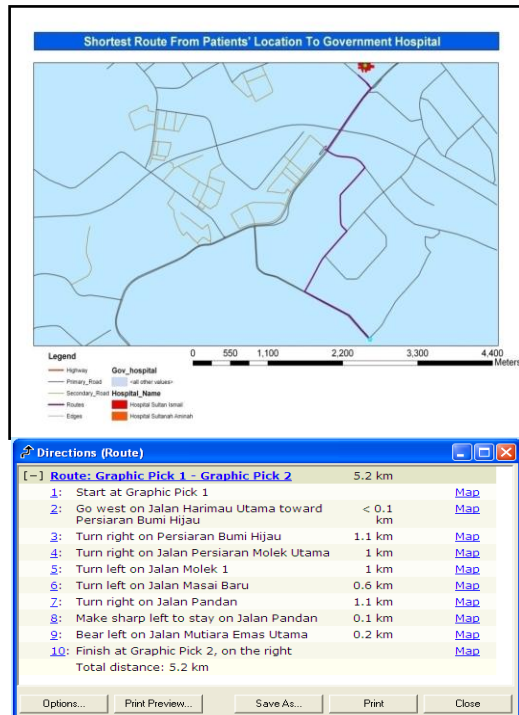 Shortest Route From Patients' Location To Government Hospital
Legend
Highway
Primary_Road
Secondary_Road
Routes
Edges
Gov_hospital
<all other values>
Hospital_Name
Hospital Sultan Ismail
Hospital Sultanah Aminah
0 550 1,100 2,200 3,300 4,400
Meters
Directions (Route)
[-] Route: Graphic Pick 1 - Graphic Pick 2 5.2 km
1: Start at Graphic Pick 1 Map
2: Go west on Jalan Harimau Utama toward < 0.1 Map
Persiaran Bumi Hijau km
3: Turn right on Persiaran Bumi Hijau 1.1 km Map
4: Turn right on Jalan Persiaran Molek Utama 1 km Map
5: Turn left on Jalan Molek 1 1 km Map
6: Turn left on Jalan Masai Baru 0.6 km Map
7: Turn right on Jalan Pandan 1.1 km Map
8: Make sharp left to stay on Jalan Pandan 0.1 km Map
9: Bear left on Jalan Mutiara Emas Utama 0.2 km Map
10: Finish at Graphic Pick 2, on the right Map
Total distance: 5.2 km
Options... Print Preview... Save As... Print Close